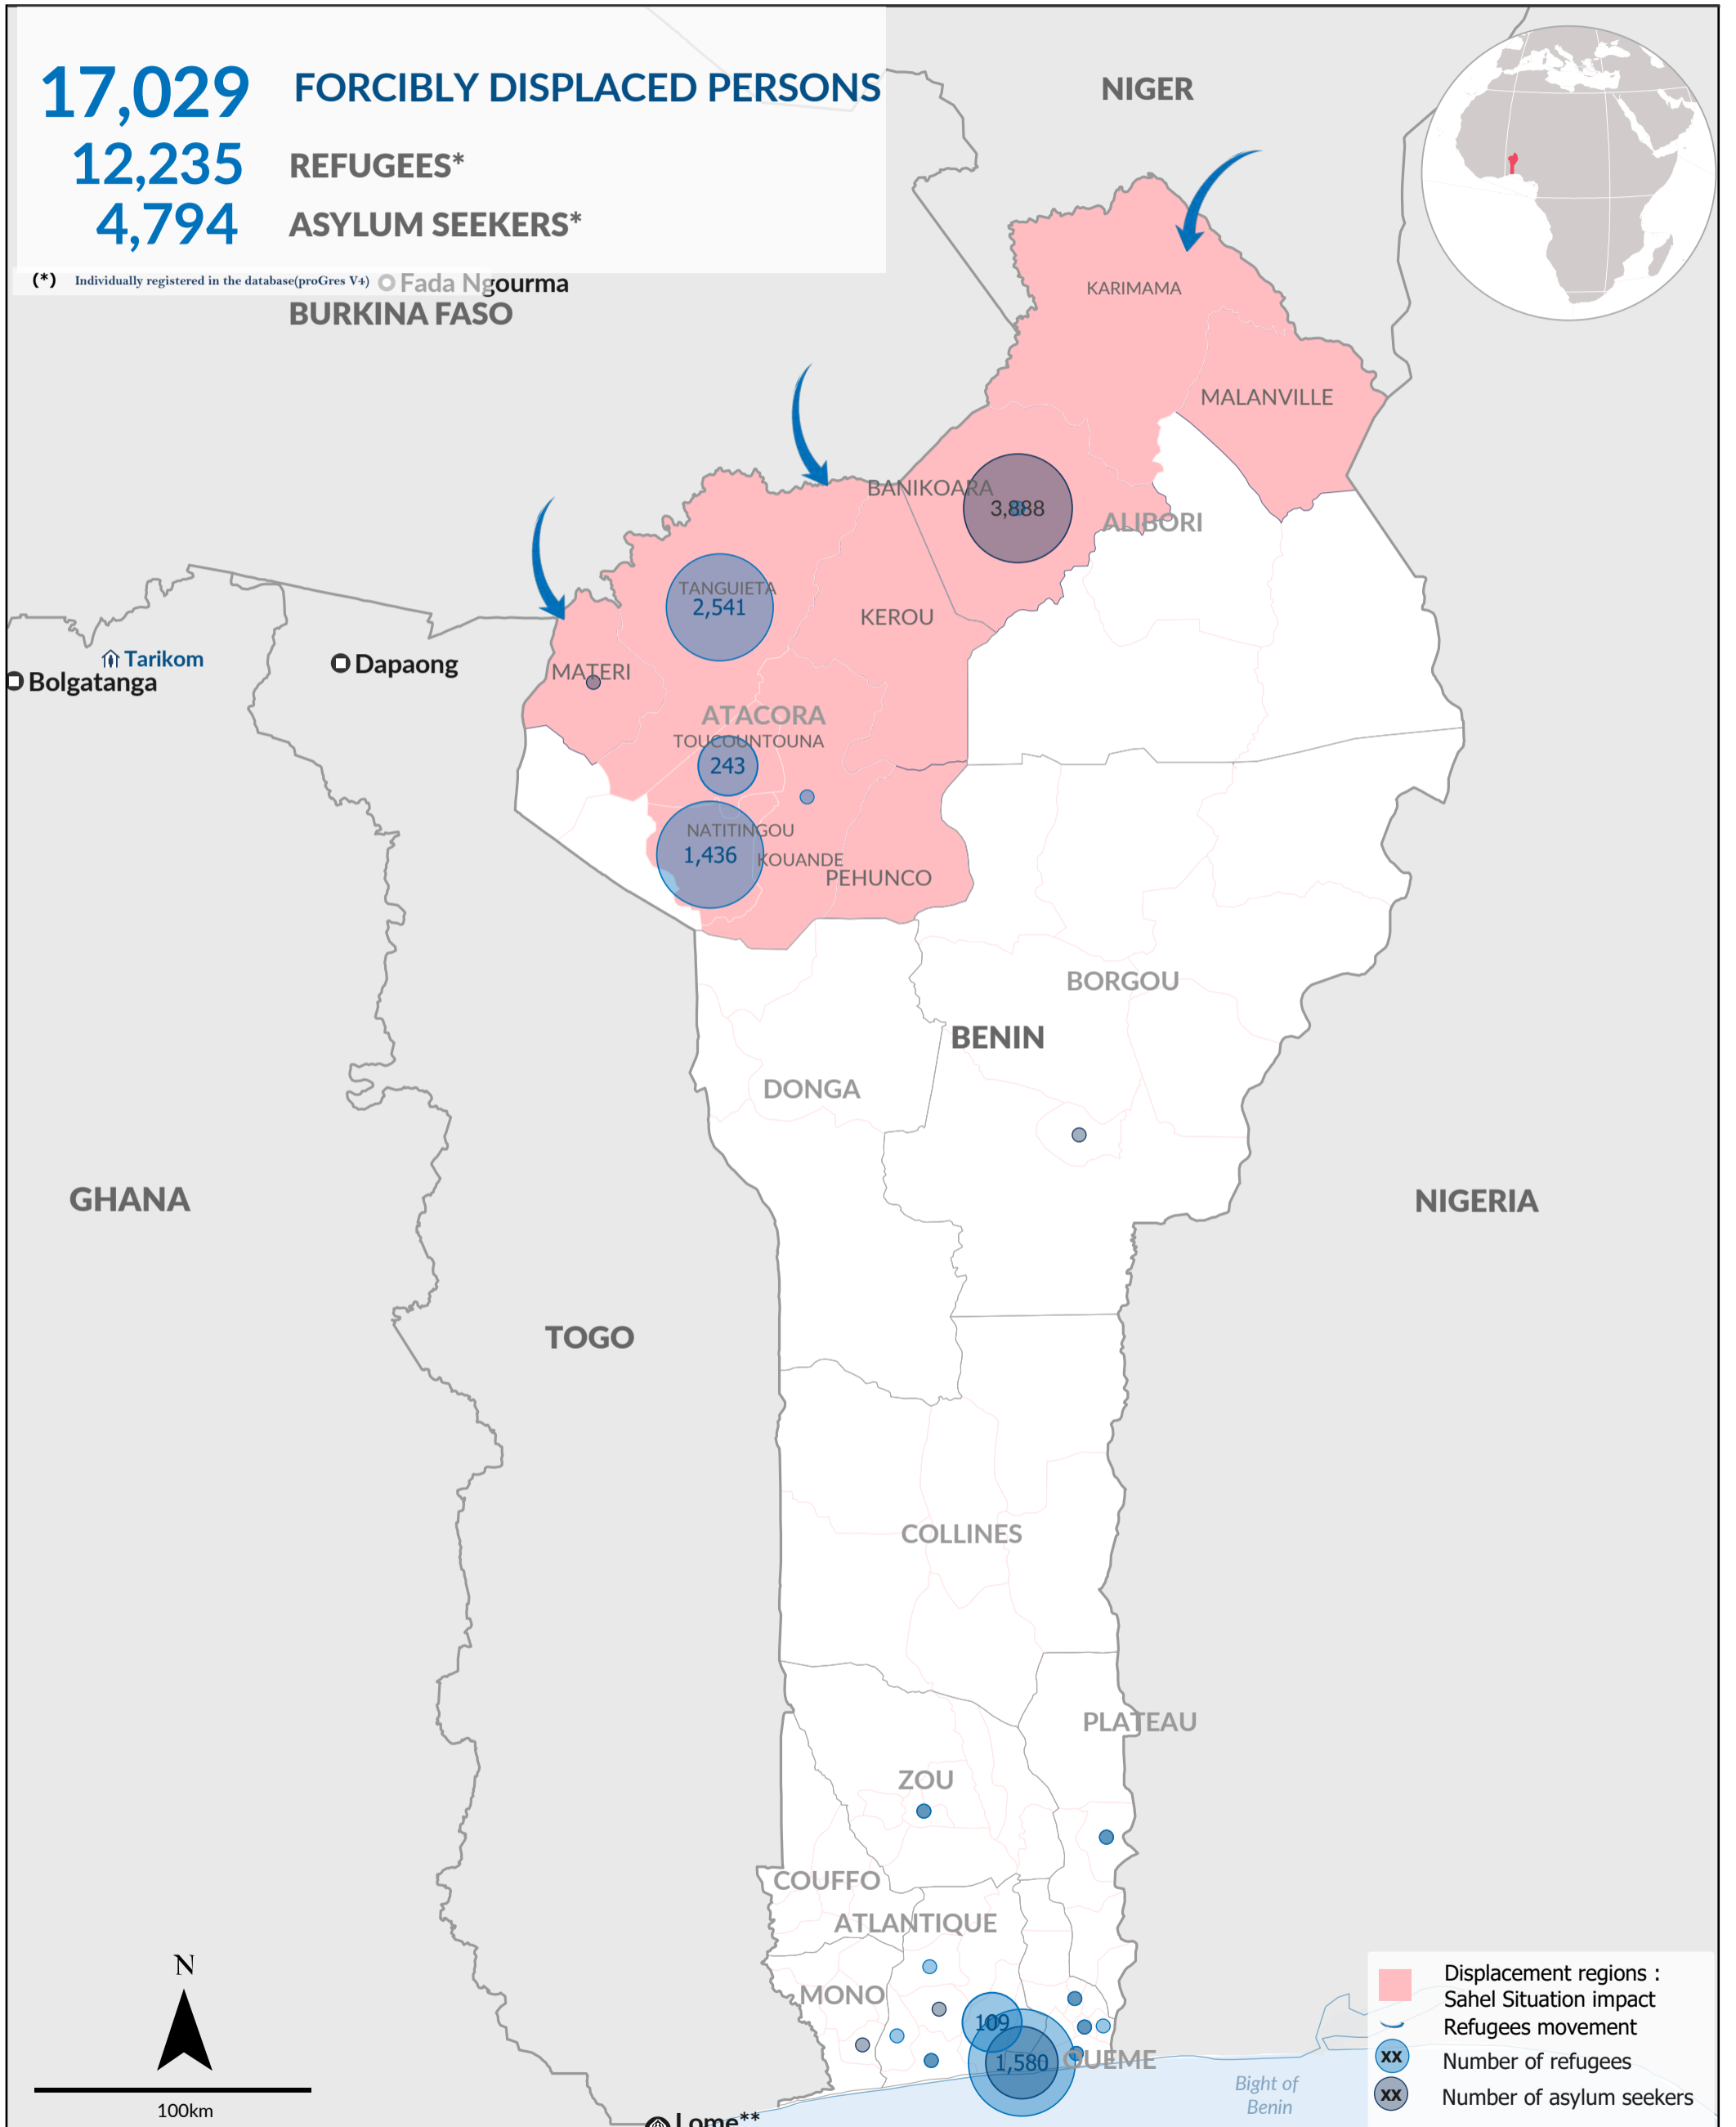 17,029 FORCIBLY DISPLACED PERSONS
12,235 REFUGEES*
4,794 ASYLUM SEEKERS*
(*) Individually registered in the database(proGres V4)
Fada Ngourma
BURKINA FASO
NIGER
KARIMAMA
MALANVILLE
BANIKOARA
3,888
ALIBORI
TANGUIETA
2,541
KEROU
Tarikom
Bolgatanga
Dapaong
MATERI
ATACORA
TOUCOUNTOUNA
243
NATITINGOU
1,436
KOUANDE
PEHUNCO
BORGOU
BENIN
DONGA
GHANA
NIGERIA
TOGO
COLLINES
PLATEAU
ZOU
COUFFO
ATLANTIQUE
MONO
109
1,580
OUEME
Bight of
Benin
N
100km
Lome**
Displacement regions :
Sahel Situation impact
Refugees movement
xx Number of refugees
xx Number of asylum seekers